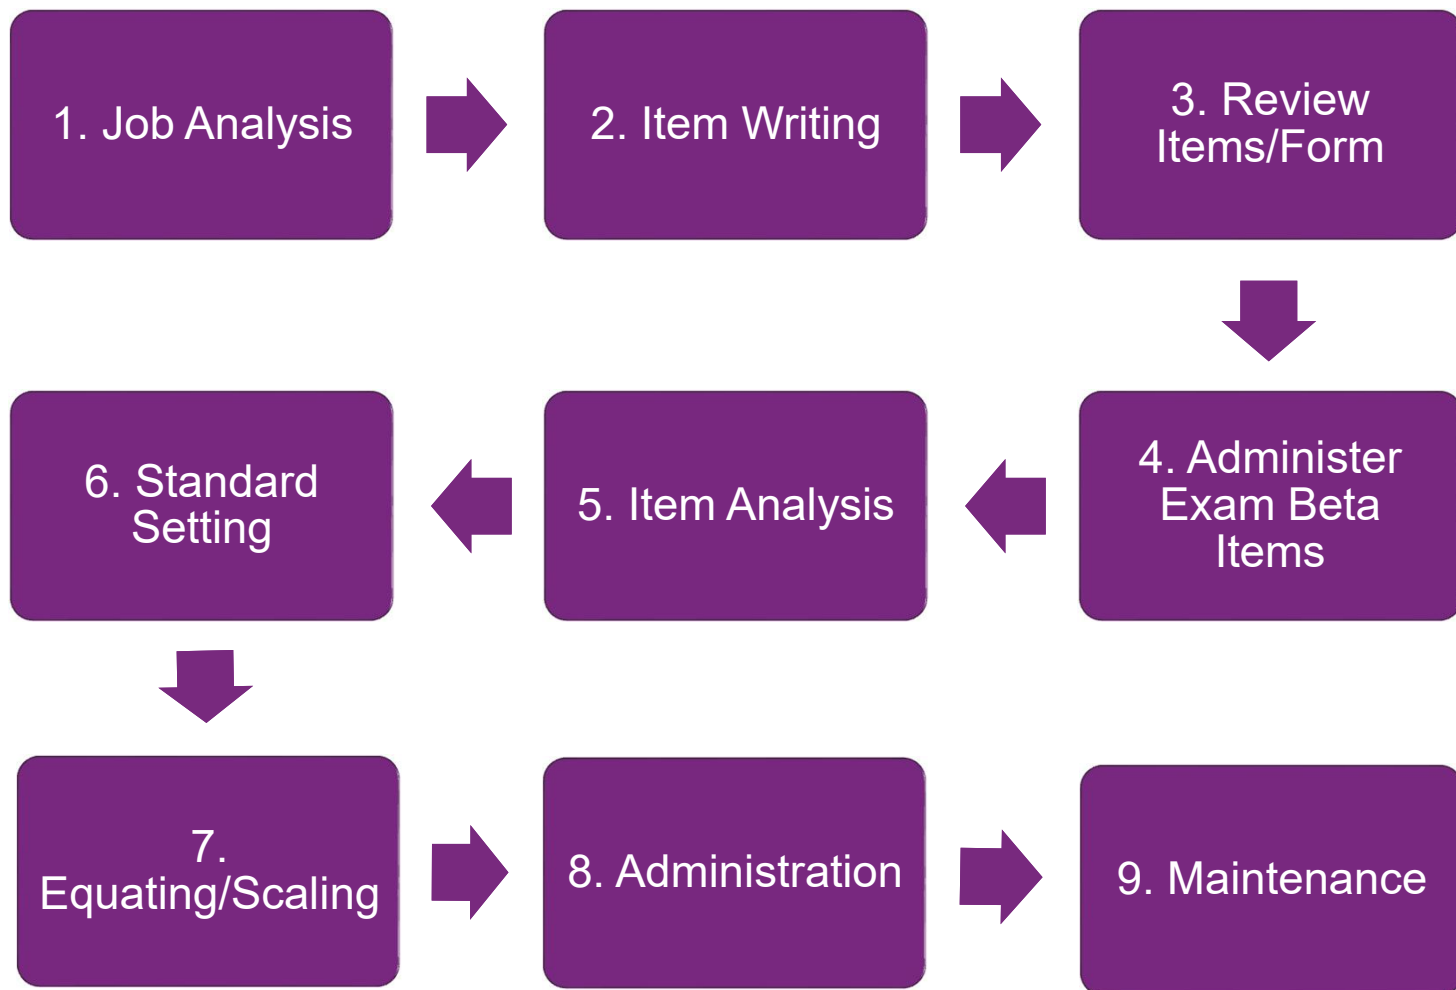 1. Job Analysis
2. Item Writing
3. Review
Items/Form
4. Administer
Exam Beta
Items
5. Item Analysis
6. Standard
Setting
7.
Equating/Scaling
8. Administration
9. Maintenance